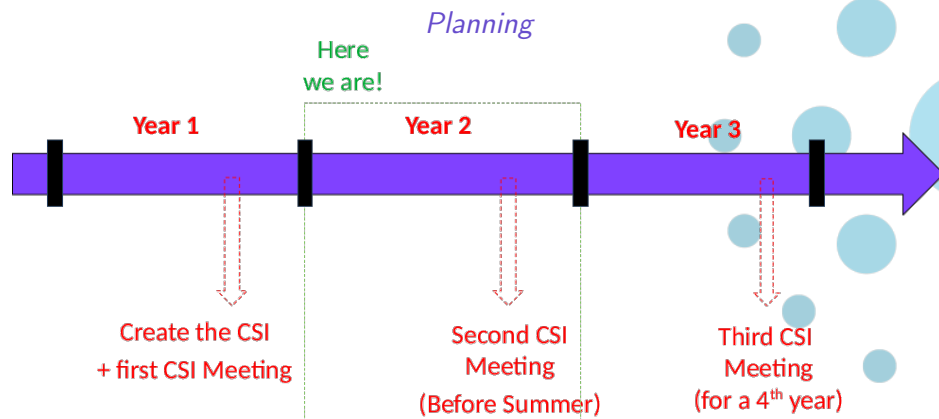 Planning
Here
we are!
Year 1
Year 2
Year 3
Create the CSI
+ first CSI Meeting
Second CSI
Meeting
(Before Summer)
Third CSI
Meeting
(for a 4th year)